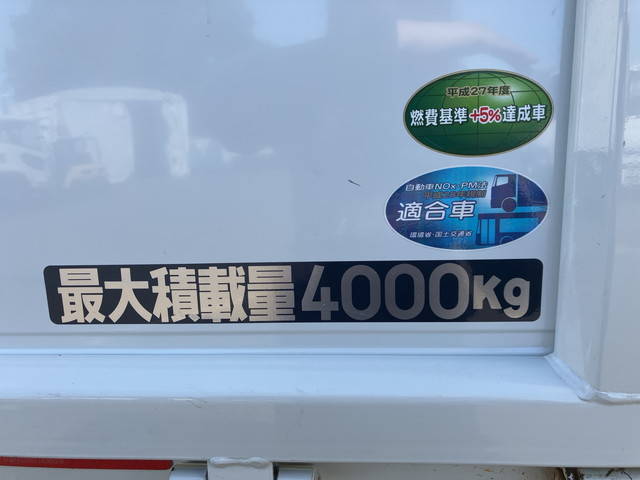 平成27年度
燃費基準+5%達成車
自動車NOx・PM法
適合車
環境省・国土交通省
最大積載量4000Kg